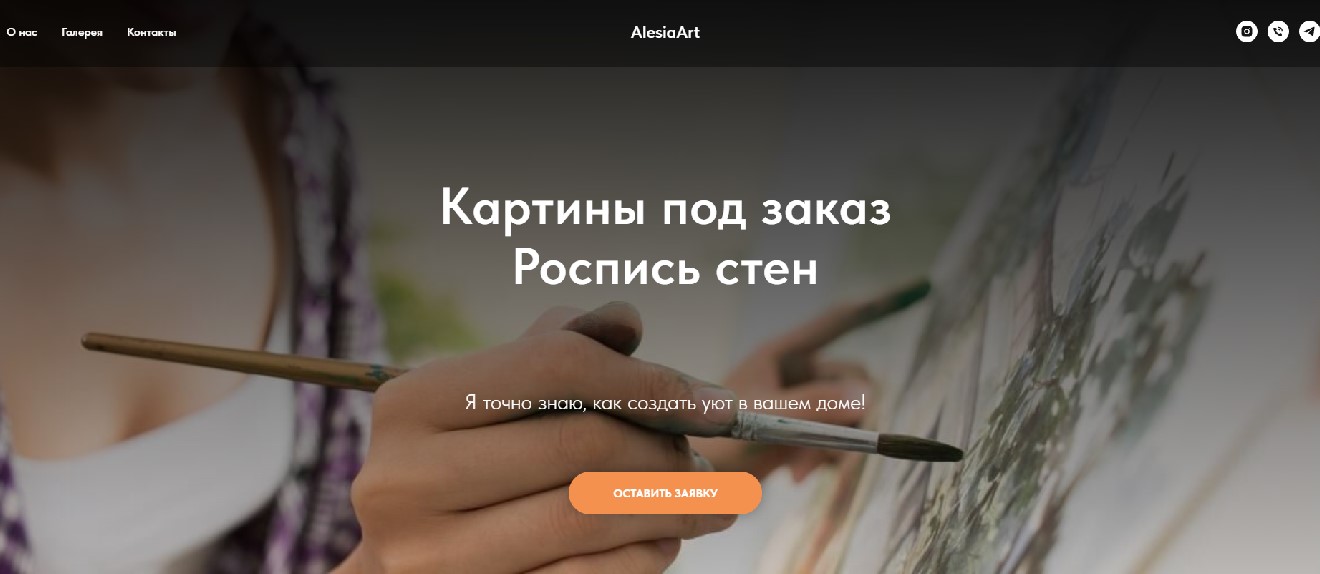 О нас Галерея Контакты AlesiaArt
Картины под заказ
Роспись стен
Я точно знаю, как создать уют в вашем доме!
ОСТАВИТЬ ЗАЯВКУ